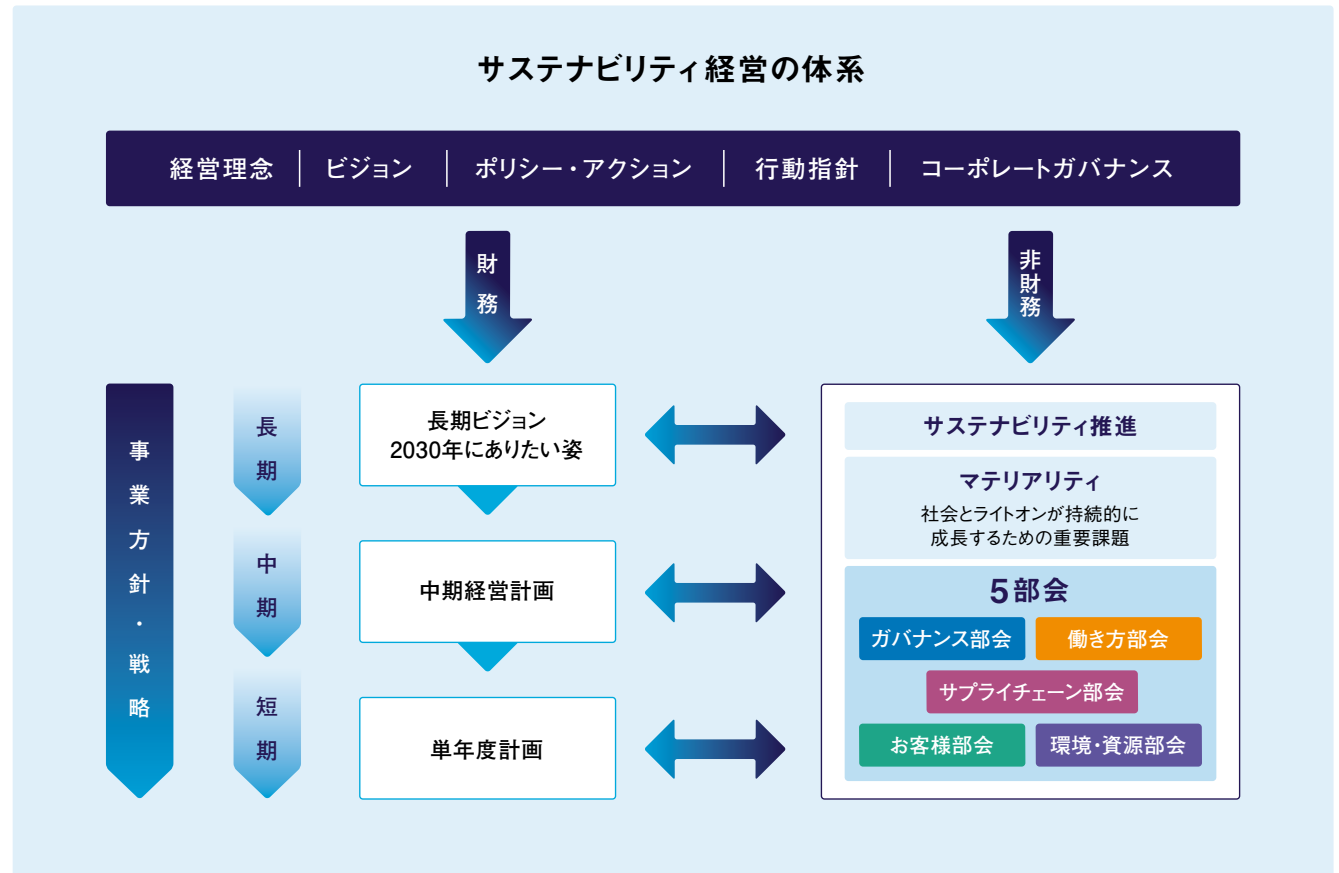 サステナビリティ経営の体系
経営理念 ビジョン ポリシー・アクション 行動指針 コーポレートガバナンス
財務
非財務
事業方針・戦略
長期
長期ビジョン
2030年にありたい姿
中期
中期経営計画
短期
単年度計画
サステナビリティ推進
マテリアリティ
社会とライトオンが持続的に
成長するための重要課題
5部会
ガバナンス部会 働き方部会
サプライチェーン部会
お客様部会 環境・資源部会